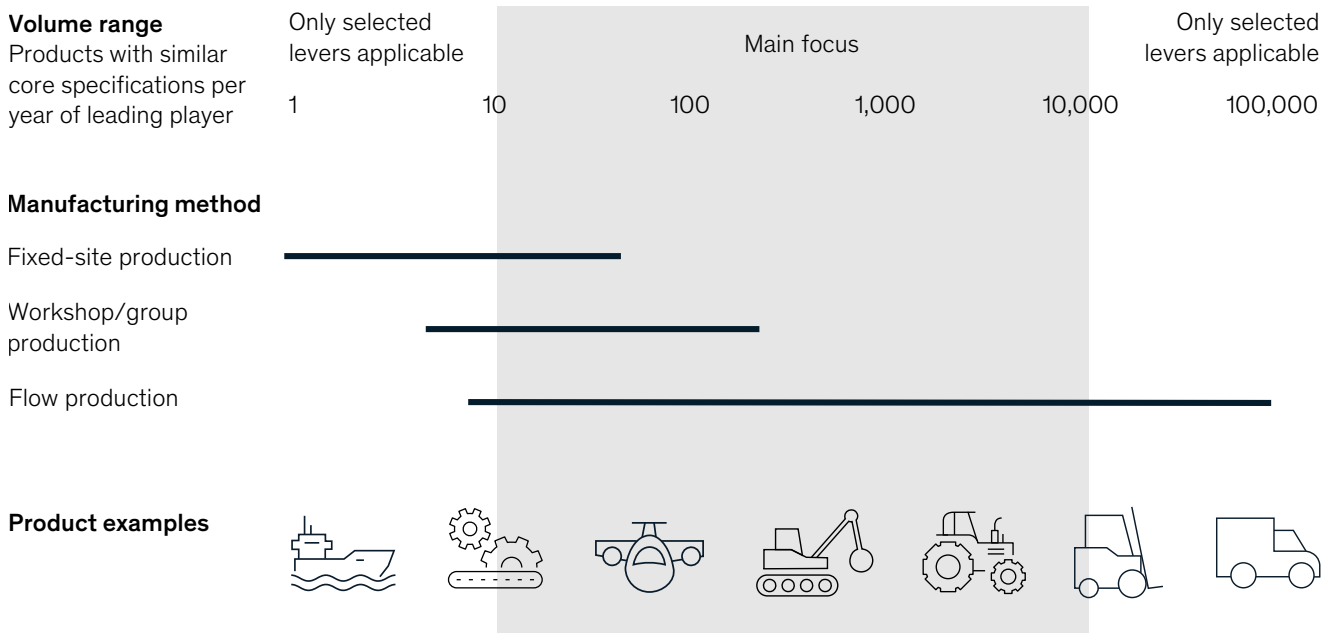 Volume range
Products with similar
core specifications per
year of leading player
Only selected
levers applicable
Main focus
Only selected
levers applicable
1 10 100 1,000 10,000 100,000
Manufacturing method
Fixed-site production
Workshop/group
production
Flow production
Product examples